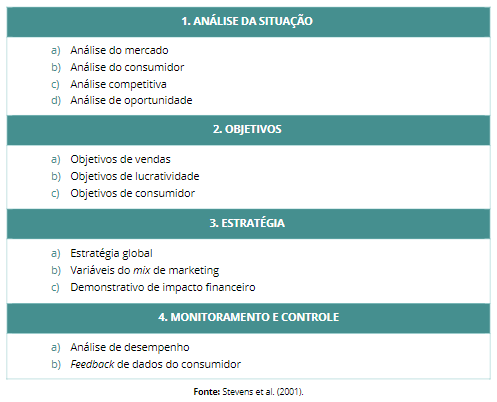 1. ANÁLISE DA SITUAÇÃO
a) Análise do mercado
b) Análise do consumidor
c) Análise competitiva
d) Análise de oportunidade
2. OBJETIVOS
a) Objetivos de vendas
b) Objetivos de lucratividade
c) Objetivos de consumidor
3. ESTRATÉGIA
a) Estratégia global
b) Variáveis do mix de marketing
c) Demonstrativo de impacto financeiro
4. MONITORAMENTO E CONTROLE
a) Análise de desempenho
b) Feedback de dados do consumidor
Fonte: Stevens et al. (2001).